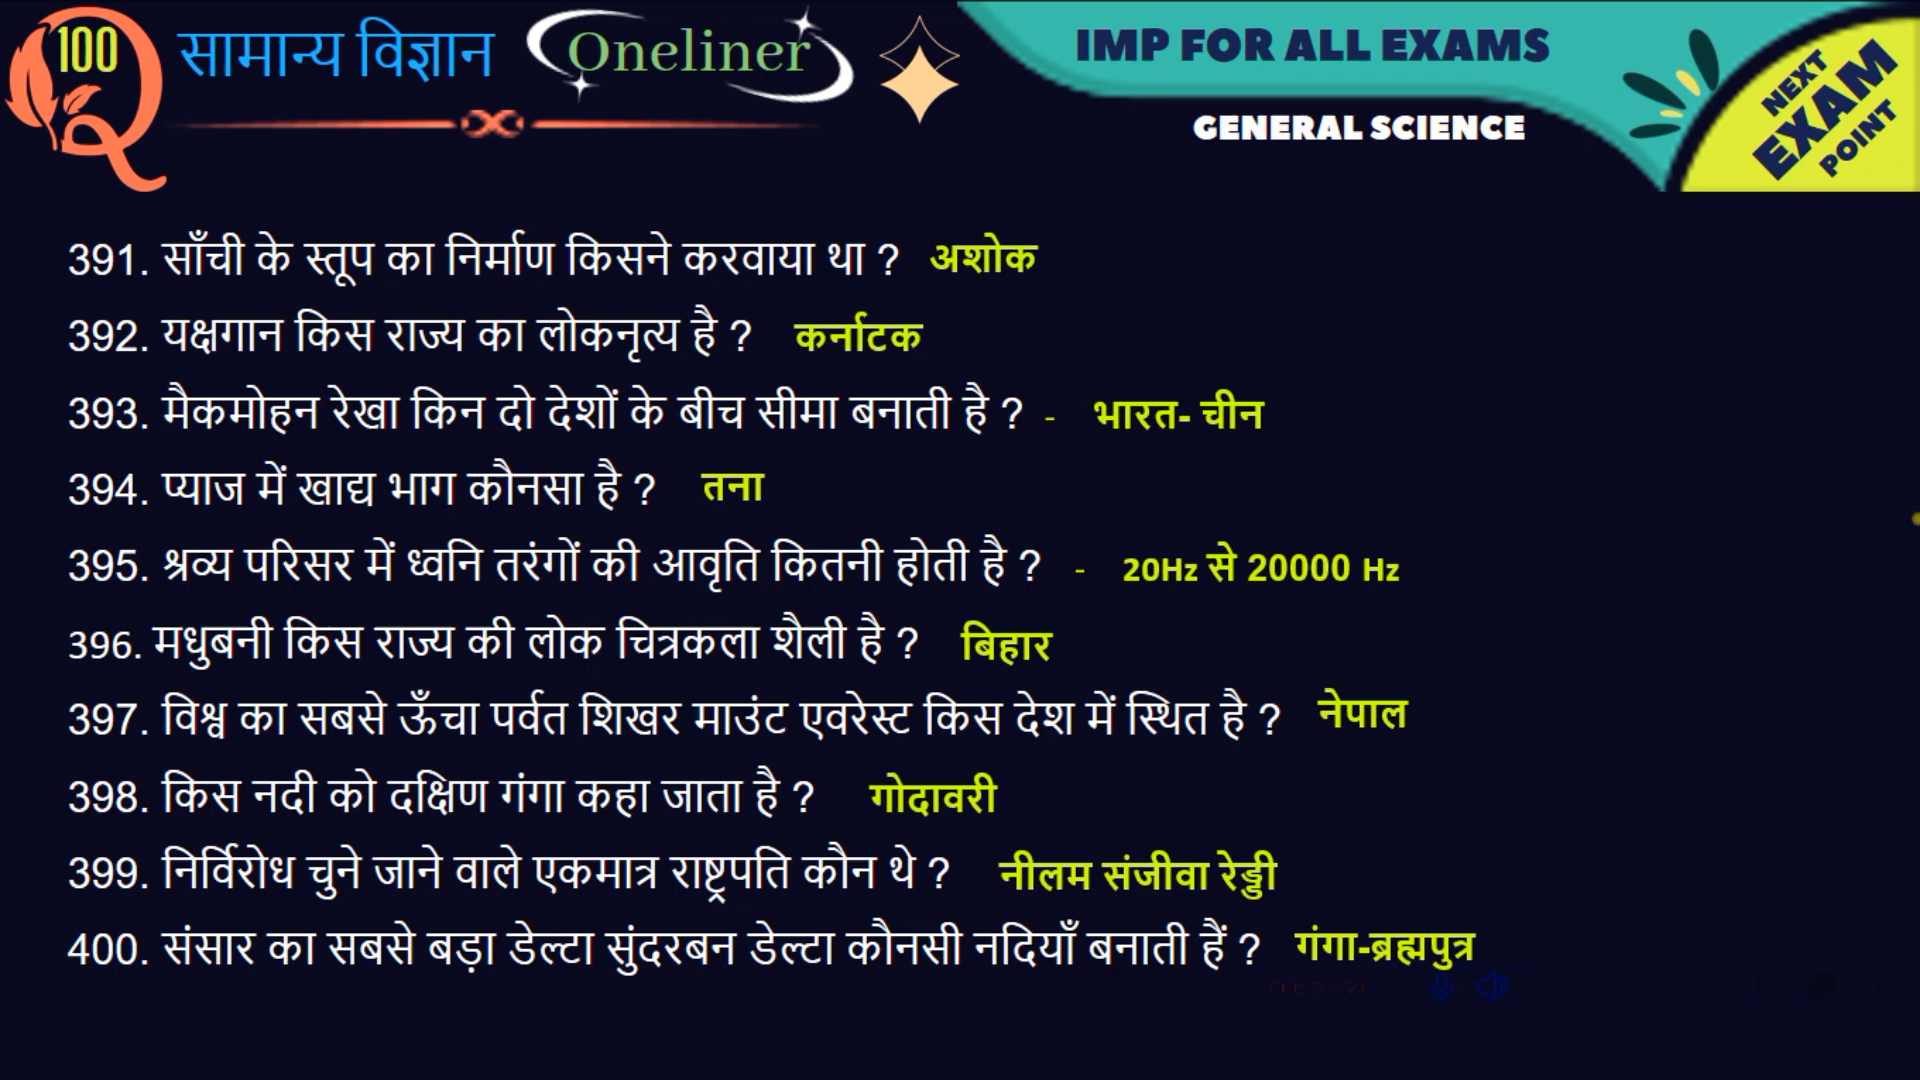 100
सामान्य विज्ञान
Oneliner
IMP FOR ALL EXAMS
GENERAL SCIENCE
NEXT
EXAM
POINT
391. साँची के स्तूप का निर्माण किसने करवाया था ? अशोक
392. यक्षगान किस राज्य का लोकनृत्य है ? कर्नाटक
393. मैकमोहन रेखा किन दो देशों के बीच सीमा बनाती है ? - भारत- चीन
394. प्याज में खाद्य भाग कौनसा है ? तना
395. श्रव्य परिसर में ध्वनि तरंगों की आवृति कितनी होती है ? - 20Hz से 20000 Hz
396. मधुबनी किस राज्य की लोक चित्रकला शैली है ? बिहार
397. विश्व का सबसे ऊँचा पर्वत शिखर माउंट एवरेस्ट किस देश में स्थित है ? नेपाल
398. किस नदी को दक्षिण गंगा कहा जाता है ? गोदावरी
399. निर्विरोध चुने जाने वाले एकमात्र राष्ट्रपति कौन थे ? नीलम संजीवा रेड्डी
400. संसार का सबसे बड़ा डेल्टा सुंदरबन डेल्टा कौनसी नदियाँ बनाती हैं ? गंगा-ब्रह्मपुत्र